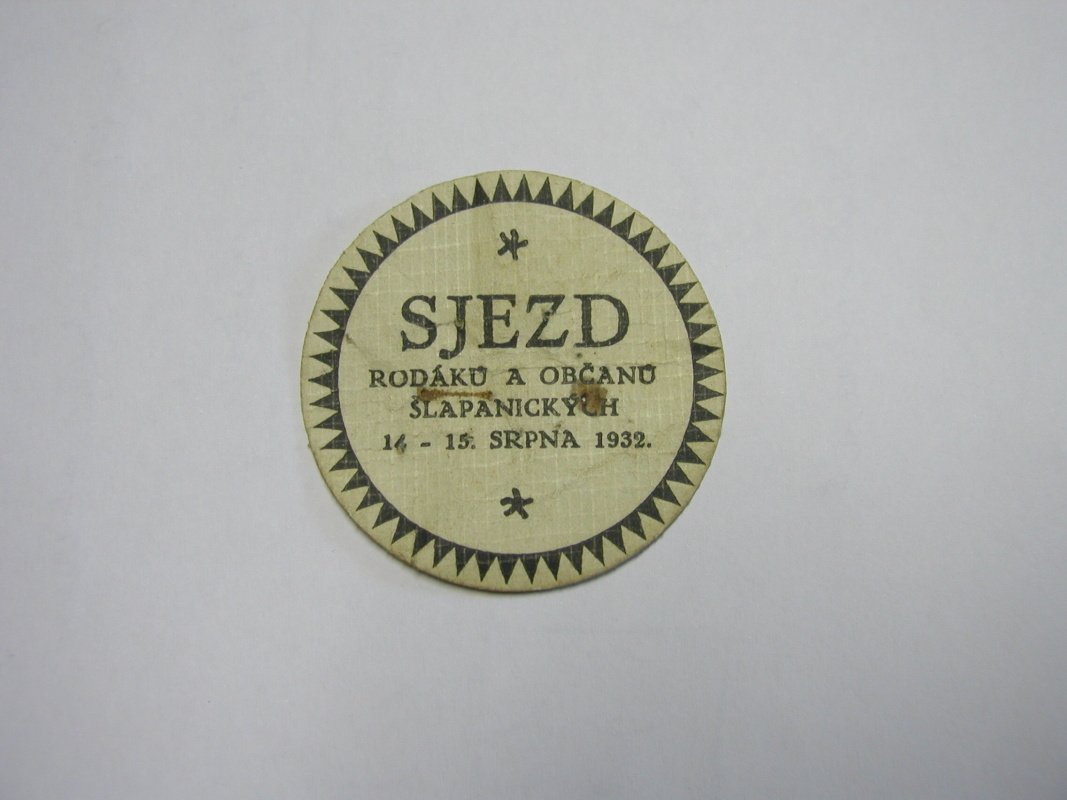 SJEZD
RODÁKŮ A OBČANŮ
ŠLAPANICKÝCH
14 - 15. SRPNA 1932.